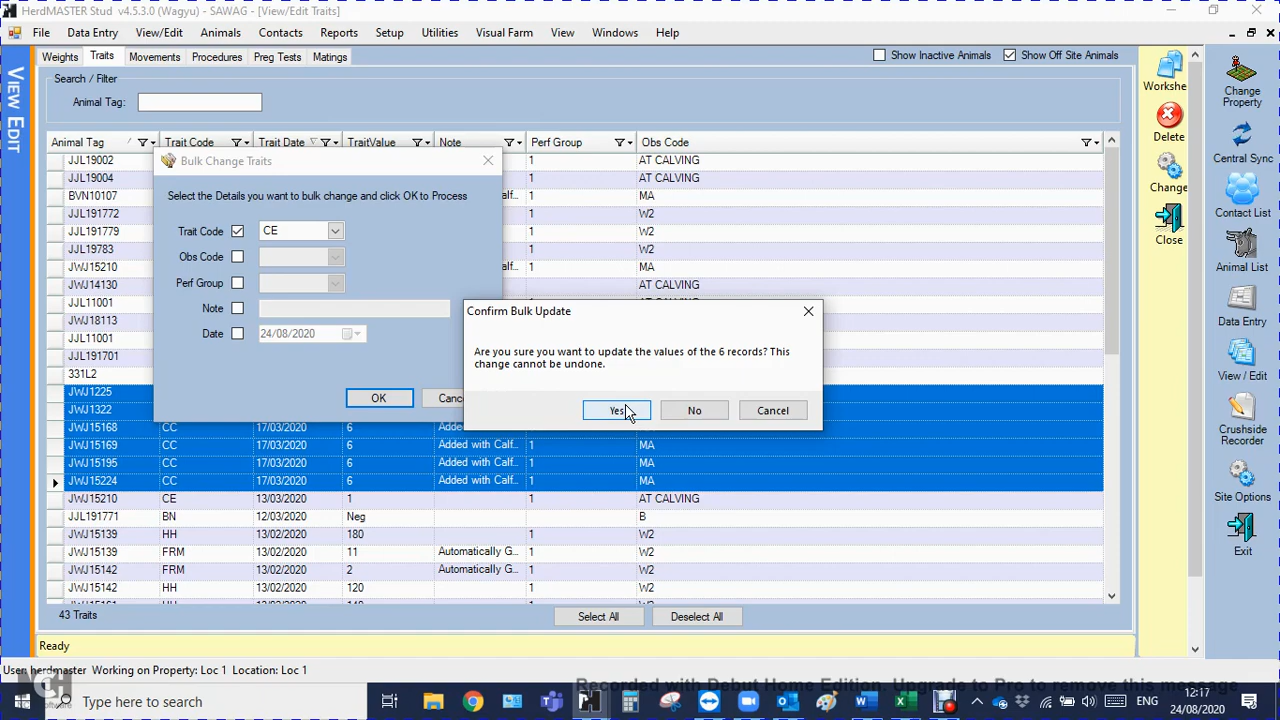 HerdMASTER Stud v4.5.3.0 (Wagyu) - SAWAG - [View/Edit Traits]
File Data Entry View/Edit Animals Contacts Reports Setup Utilities Visual Farm View Windows Help
Weights Traits Movements Procedures Preg Tests Matings Show Inactive Animals Show Off Site Animals
Search / Filter
Animal Tag:
VIEW EDIT
Animal Tag Trait Code Trait Date TraitValue Note Perf Group Obs Code
JJL19002 1 AT CALVING
JJL19004 1 AT CALVING
BVN10107 1 MA
JJL191772 1 W2
JJL191779 1 W2
JJL19783 1 W2
JWJ15210 alf... 1 MA
JWJ14130 AT CALVING
JJL11001
JWJ18113
JJL11001
JJL191701
331L2
JWJ1225
JWJ1322
JWJ15168 CC 17/03/2020 6 Added with Calf... 1 MA
JWJ15169 CC 17/03/2020 6 Added with Calf... 1 MA
JWJ15195 CC 17/03/2020 6 Added with Calf... 1 MA
JWJ15224 CC 17/03/2020 6 Added with Calf... 1 MA
JWJ15210 CE 13/03/2020 1 AT CALVING
JJL191771 BN 12/03/2020 Neg B
JWJ15139 HH 13/02/2020 180 1 W2
JWJ15139 FRM 13/02/2020 11 Automatically G... 1 W2
JWJ15142 FRM 13/02/2020 2 Automatically G... 1 W2
JWJ15142 HH 13/02/2020 120 1 W2
Bulk Change Traits
Select the Details you want to bulk change and click OK to Process
Trait Code CE
Obs Code
Perf Group
Note
Date 24/08/2020
OK Cance
Confirm Bulk Update
Are you sure you want to update the values of the 6 records? This
change cannot be undone.
Yes No Cancel
43 Traits Select All Deselect All
Ready
User: herdmaster Working on Property: Loc 1 Location: Loc 1
Workshe
Delete
Change
Close
Change
Property
Central Sync
Contact List
Animal List
Data Entry
View / Edit
Crushside
Recorder
Site Options
Exit
NCH
Recorded with Debut Home Edition. Upgrade to Pro to remove this message
Type here to search
ENG
12:17
24/08/2020